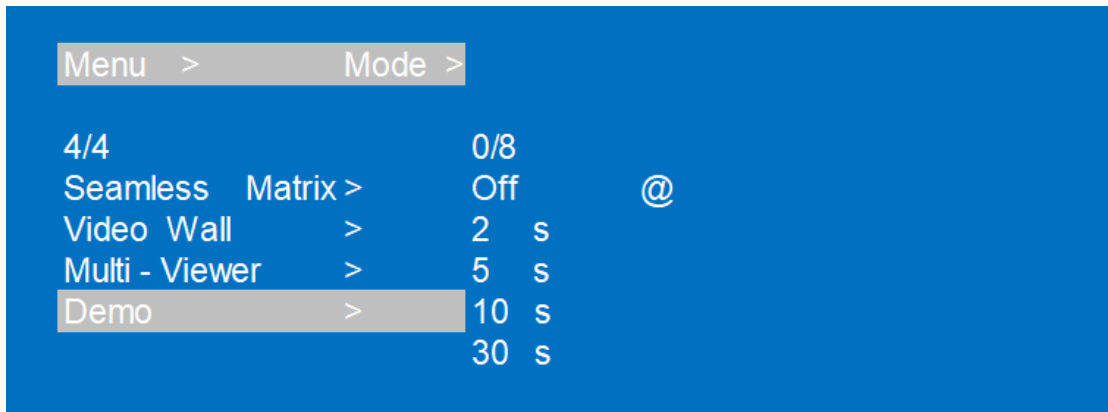 Menu > Mode >
4/4 0/8
Seamless Matrix > Off @
Video Wall > 2 s
Multi - Viewer > 5 s
Demo > 10 s
30 s